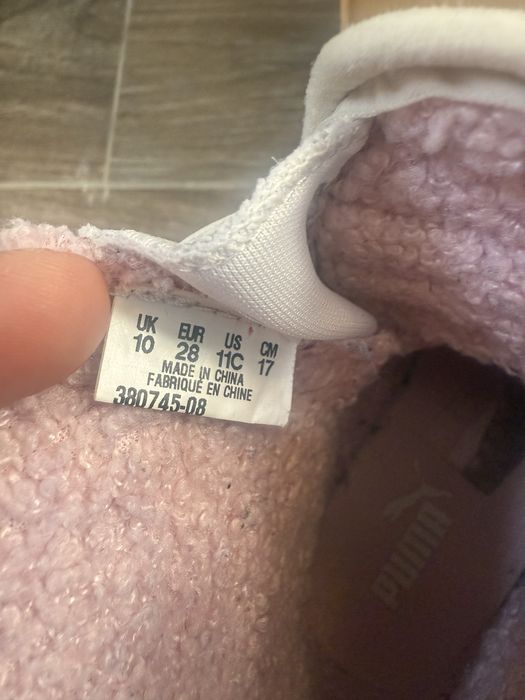 UK EUR US CM
10 28 11C 17
MADE IN CHINA
FABRIQUÉ EN CHINE
380745-08
PUMA